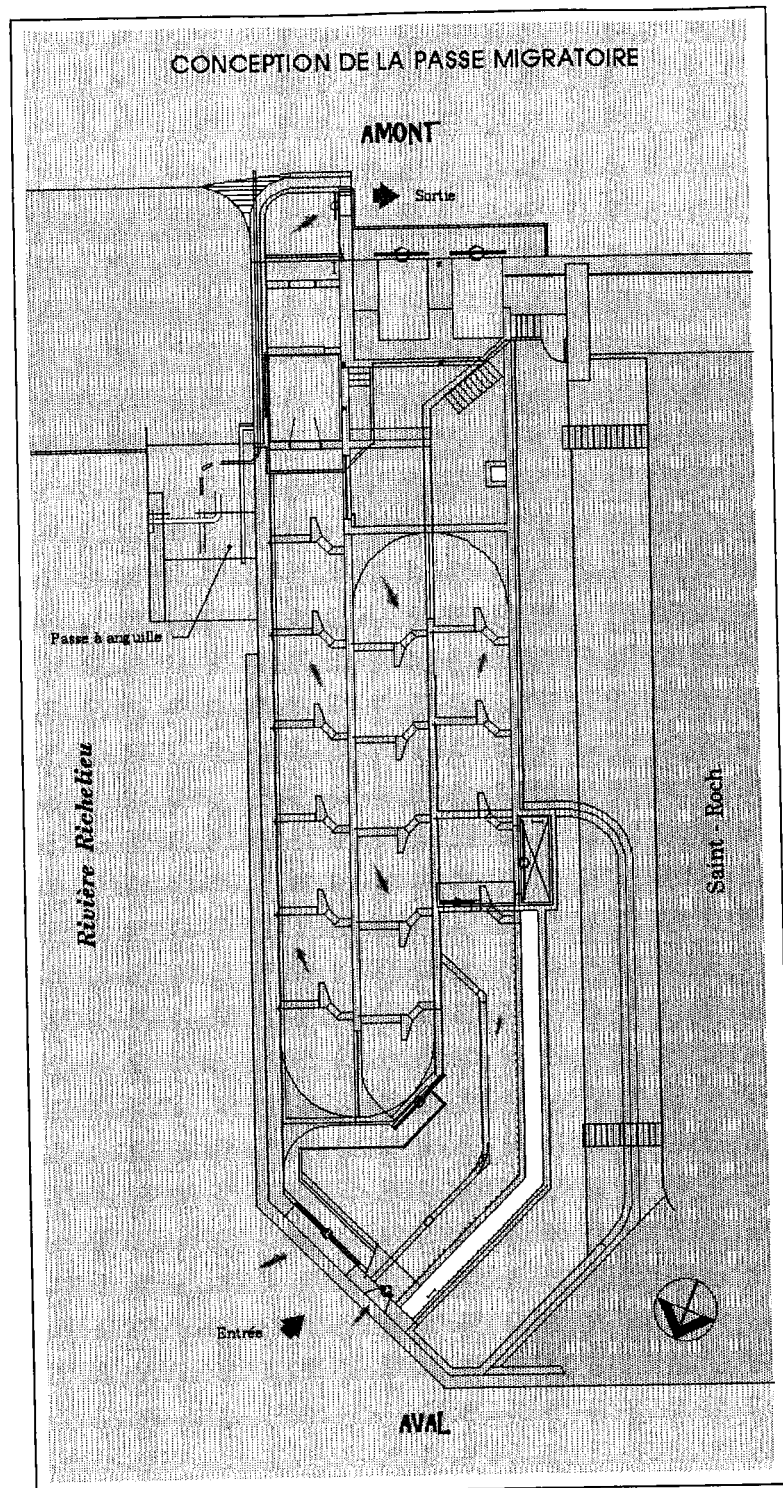 CONCEPTION DE LA PASSE MIGRATOIRE
AMONT
Sortie
Passe à anguille
Rivière Richelieu
Saint - Roch
Entrée
AVAL